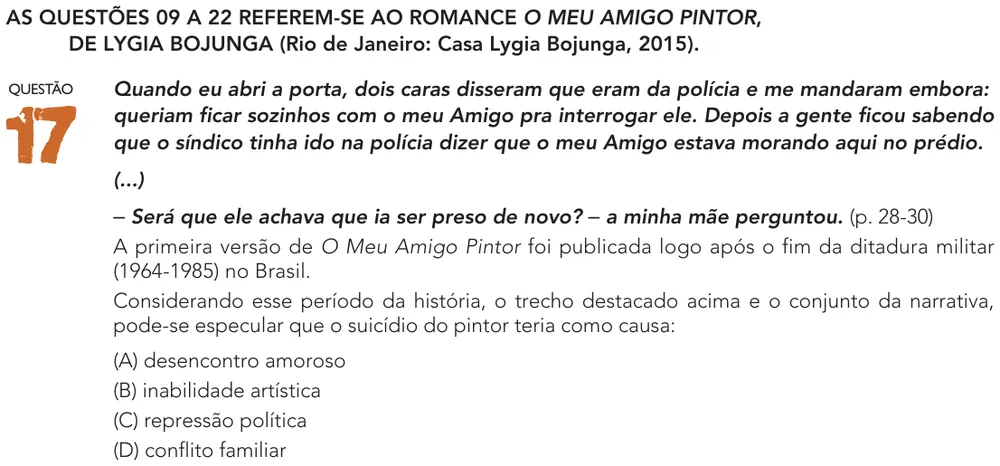 AS QUESTÕES 09 A 22 REFEREM-SE AO ROMANCE O MEU AMIGO PINTOR,
DE LYGIA BOJUNGA (Rio de Janeiro: Casa Lygia Bojunga, 2015).
QUESTÃO
17
Quando eu abri a porta, dois caras disseram que eram da polícia e me mandaram embora:
queriam ficar sozinhos com o meu Amigo pra interrogar ele. Depois a gente ficou sabendo
que o síndico tinha ido na polícia dizer que o meu Amigo estava morando aqui no prédio.
(...)
– Será que ele achava que ia ser preso de novo? – a minha mãe perguntou. (p. 28-30)
A primeira versão de O Meu Amigo Pintor foi publicada logo após o fim da ditadura militar
(1964-1985) no Brasil.
Considerando esse período da história, o trecho destacado acima e o conjunto da narrativa,
pode-se especular que o suicídio do pintor teria como causa:
(A) desencontro amoroso
(B) inabilidade artística
(C) repressão política
(D) conflito familiar